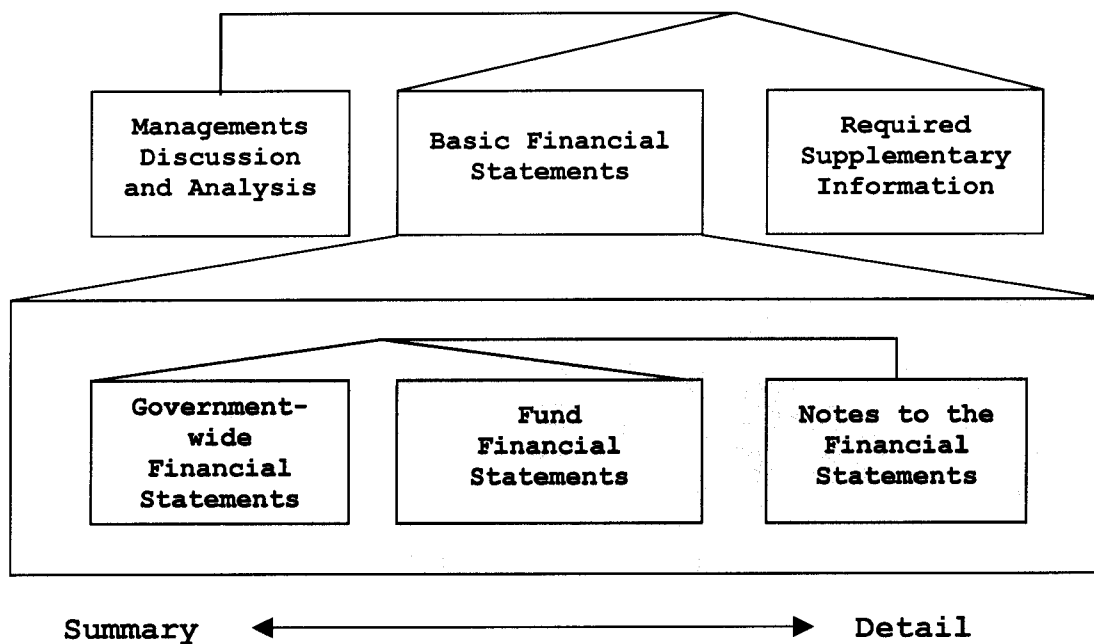 Managements
Discussion
and Analysis
Basic Financial
Statements
Required
Supplementary
Information
Government-
wide
Financial
Statements
Fund
Financial
Statements
Notes to the
Financial
Statements
Summary
Detail